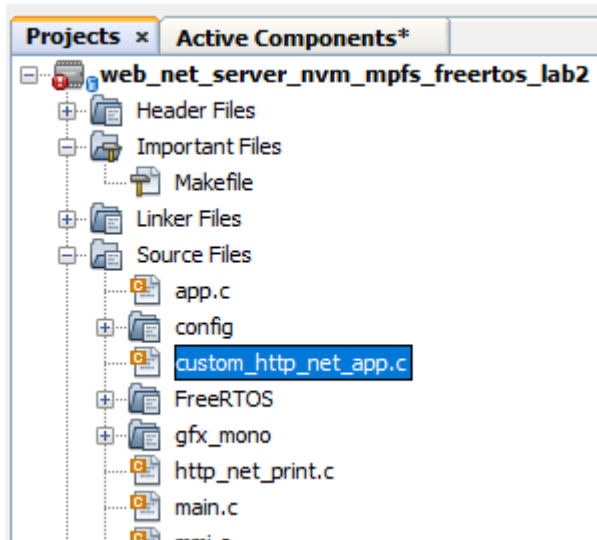 Projects × Active Components*
web_net_server_nvm_mpfs_freertos_lab2
Header Files
Important Files
Makefile
Linker Files
Source Files
app.c
config
custom_http_net_app.c
FreeRTOS
gfx_mono
http_net_print.c
main.c